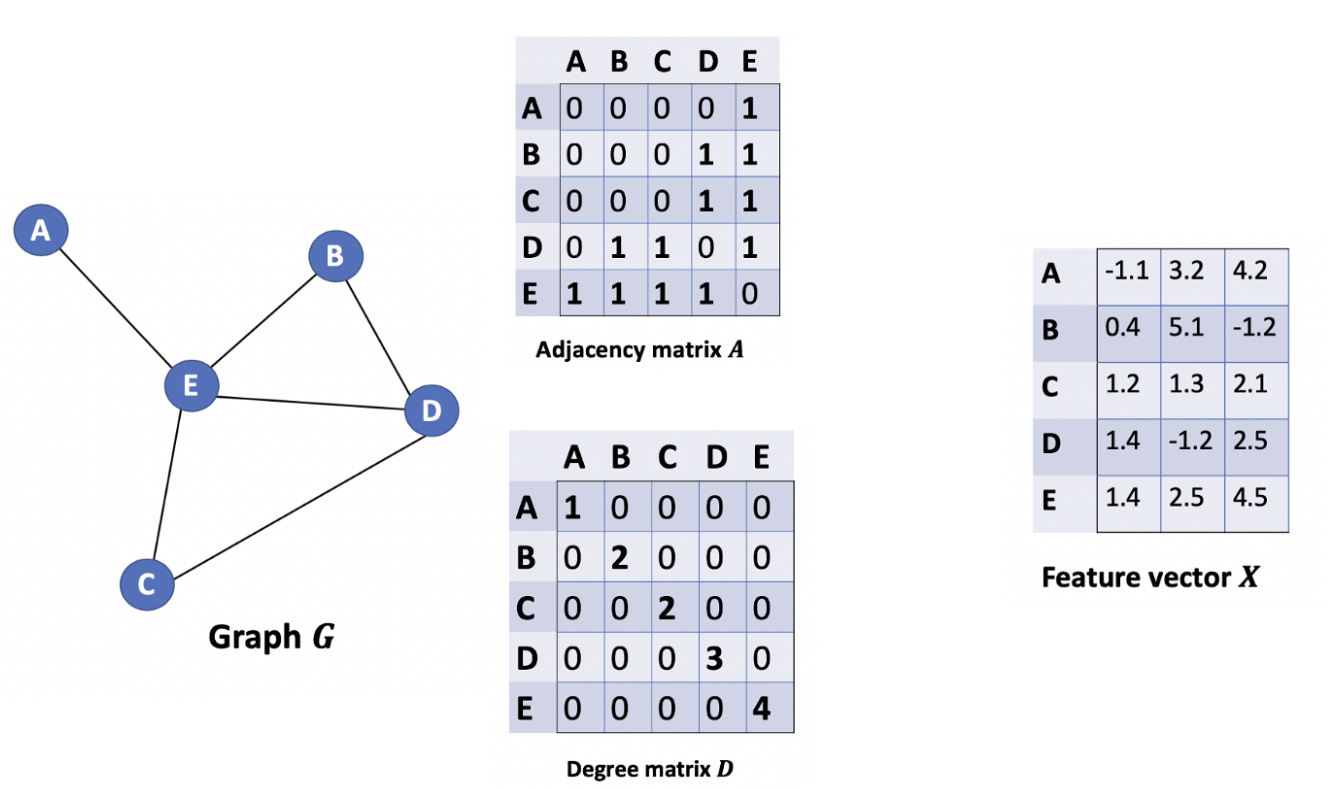 A
B
E
D
C
Graph G
A B C D E
A 0 0 0 0 1
B 0 0 0 1 1
C 0 0 0 1 1
D 0 1 1 0 1
E 1 1 1 1 0
Adjacency matrix A
A B C D E
A 1 0 0 0 0
B 0 2 0 0 0
C 0 0 2 0 0
D 0 0 0 3 0
E 0 0 0 0 4
Degree matrix D
A -1.1 3.2 4.2
B 0.4 5.1 -1.2
C 1.2 1.3 2.1
D 1.4 -1.2 2.5
E 1.4 2.5 4.5
Feature vector X